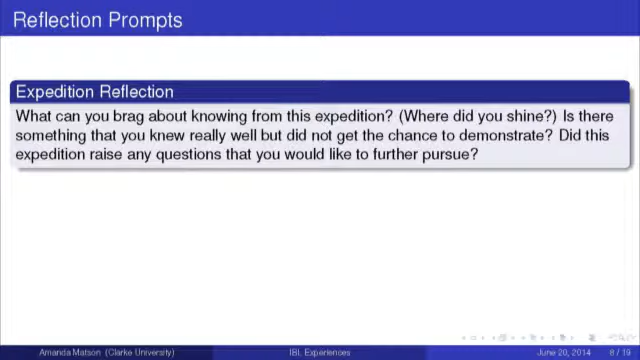 Reflection Prompts
Expedition Reflection
What can you brag about knowing from this expedition? (Where did you shine?) Is there
something that you knew really well but did not get the chance to demonstrate? Did this
expedition raise any questions that you would like to further pursue?
Amanda Matson (Clarke University) IBL Experiences June 20, 2014 8 / 19